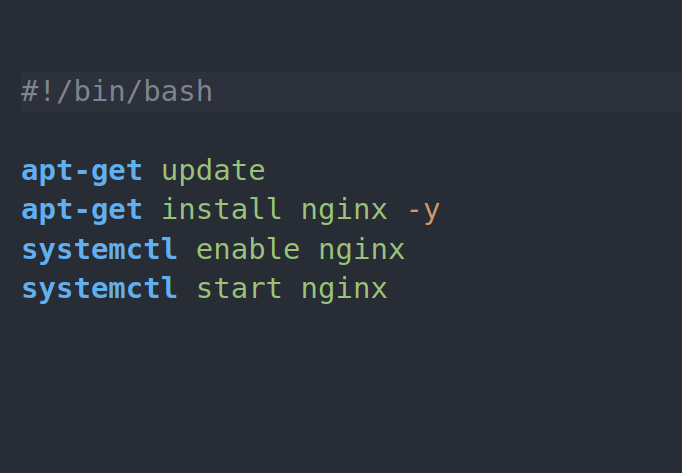 #!/bin/bash
apt-get update
apt-get install nginx -y
systemctl enable nginx
systemctl start nginx